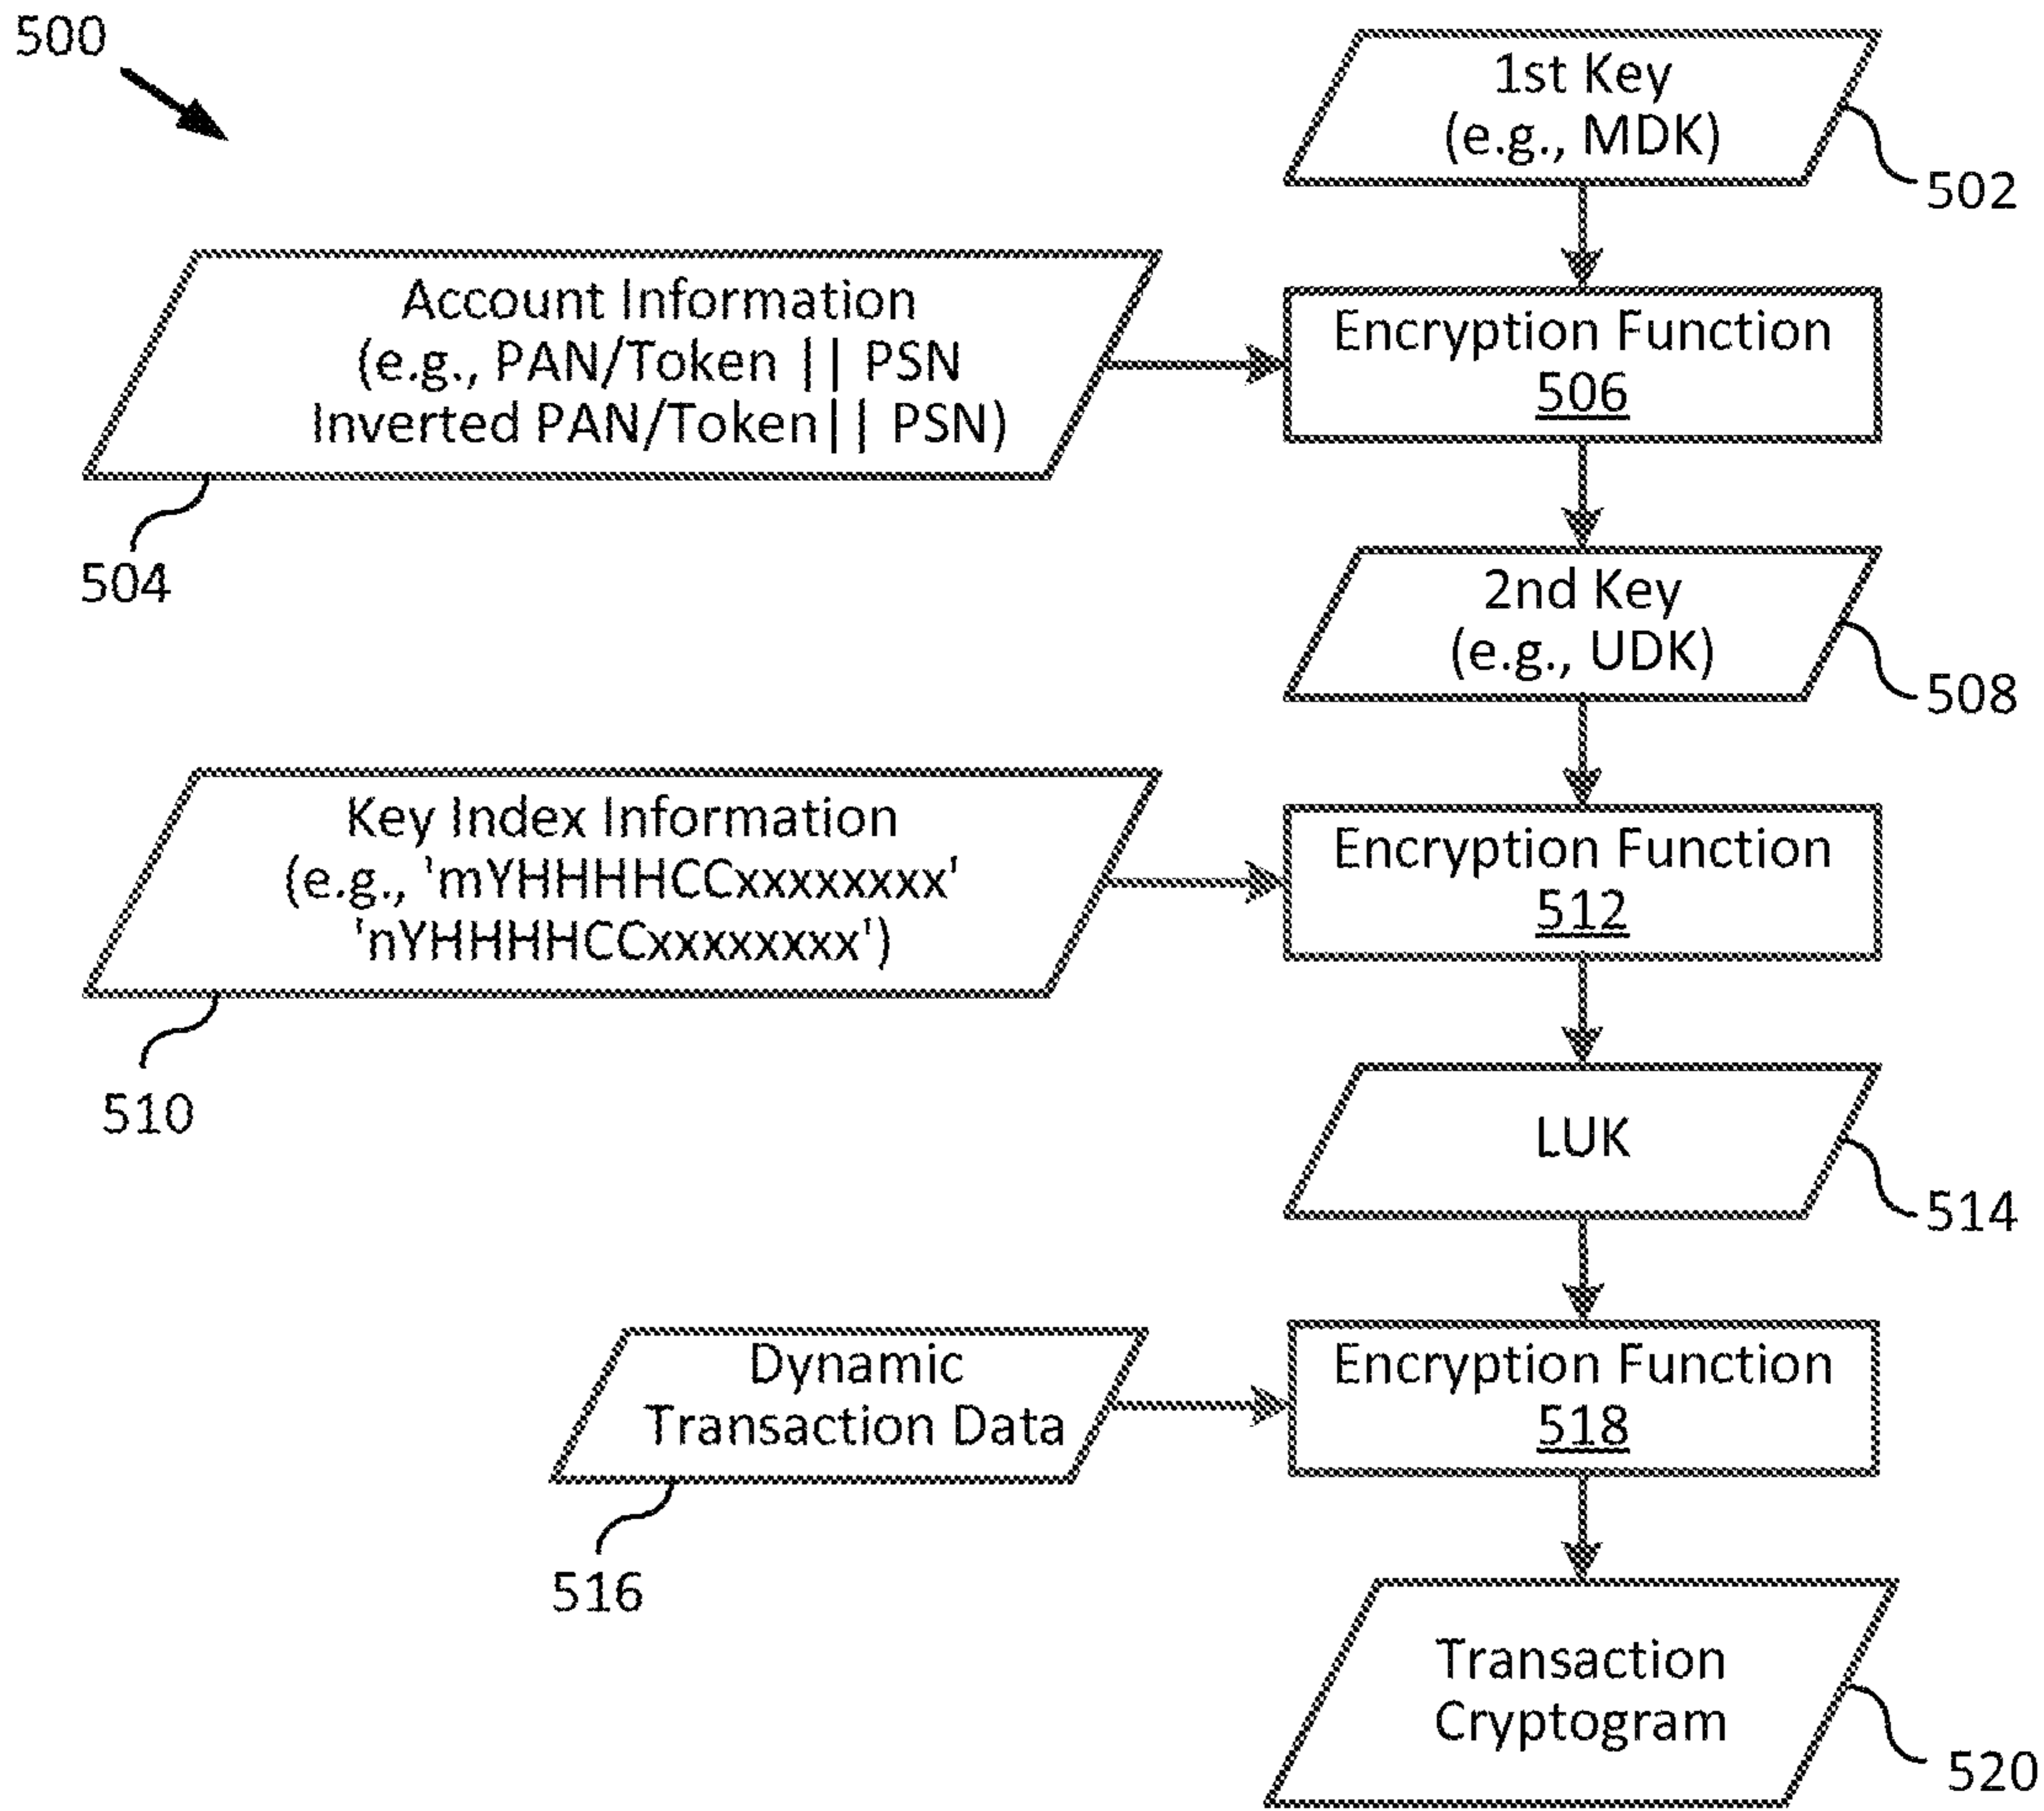 500
1st Key
(e.g., MDK)
502
Account Information
(e.g., PAN/Token || PSN
Inverted PAN/Token|| PSN)
504
Encryption Function
506
2nd Key
(e.g., UDK)
508
Key Index Information
(e.g., 'mYHHHHCCxxxxxxxx'
'nYHHHHCCxxxxxxxx')
510
Encryption Function
512
LUK
514
Dynamic
Transaction Data
516
Encryption Function
518
Transaction
Cryptogram
520